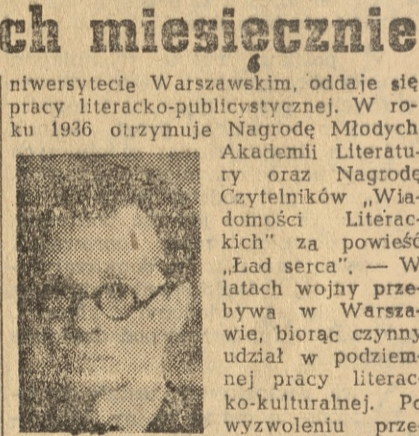 ch miesięcznie
niwersytecie Warszawskim, oddaje się
pracy literacko-publicystycznej. W ro-
ku 1936 otrzymuje Nagrodę Młodych
Akademii Literatu-
ry oraz Nagrodę
Czytelników „Wia-
domości Literac-
kich" za powieść
„Ład serca". — W
latach wojny prze-
bywa w Warsza-
wie, biorąc czynny
udział w podziem-
nej pracy literac-
ko-kulturalnej. Po
wyzwoleniu prze